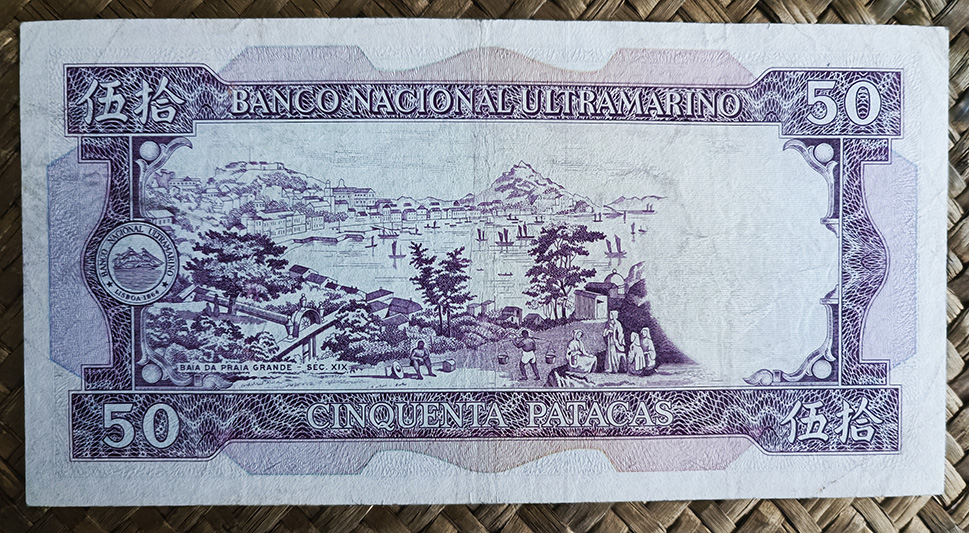 伍拾 BANCO NACIONAL ULTRAMARINO 50
BANCO NACIONAL ULTRAMARINO
LISBOA-1864
BAIA DA PRAIA GRANDE - SEC. XIX
50 CINQUENTA PATACAS 伍拾